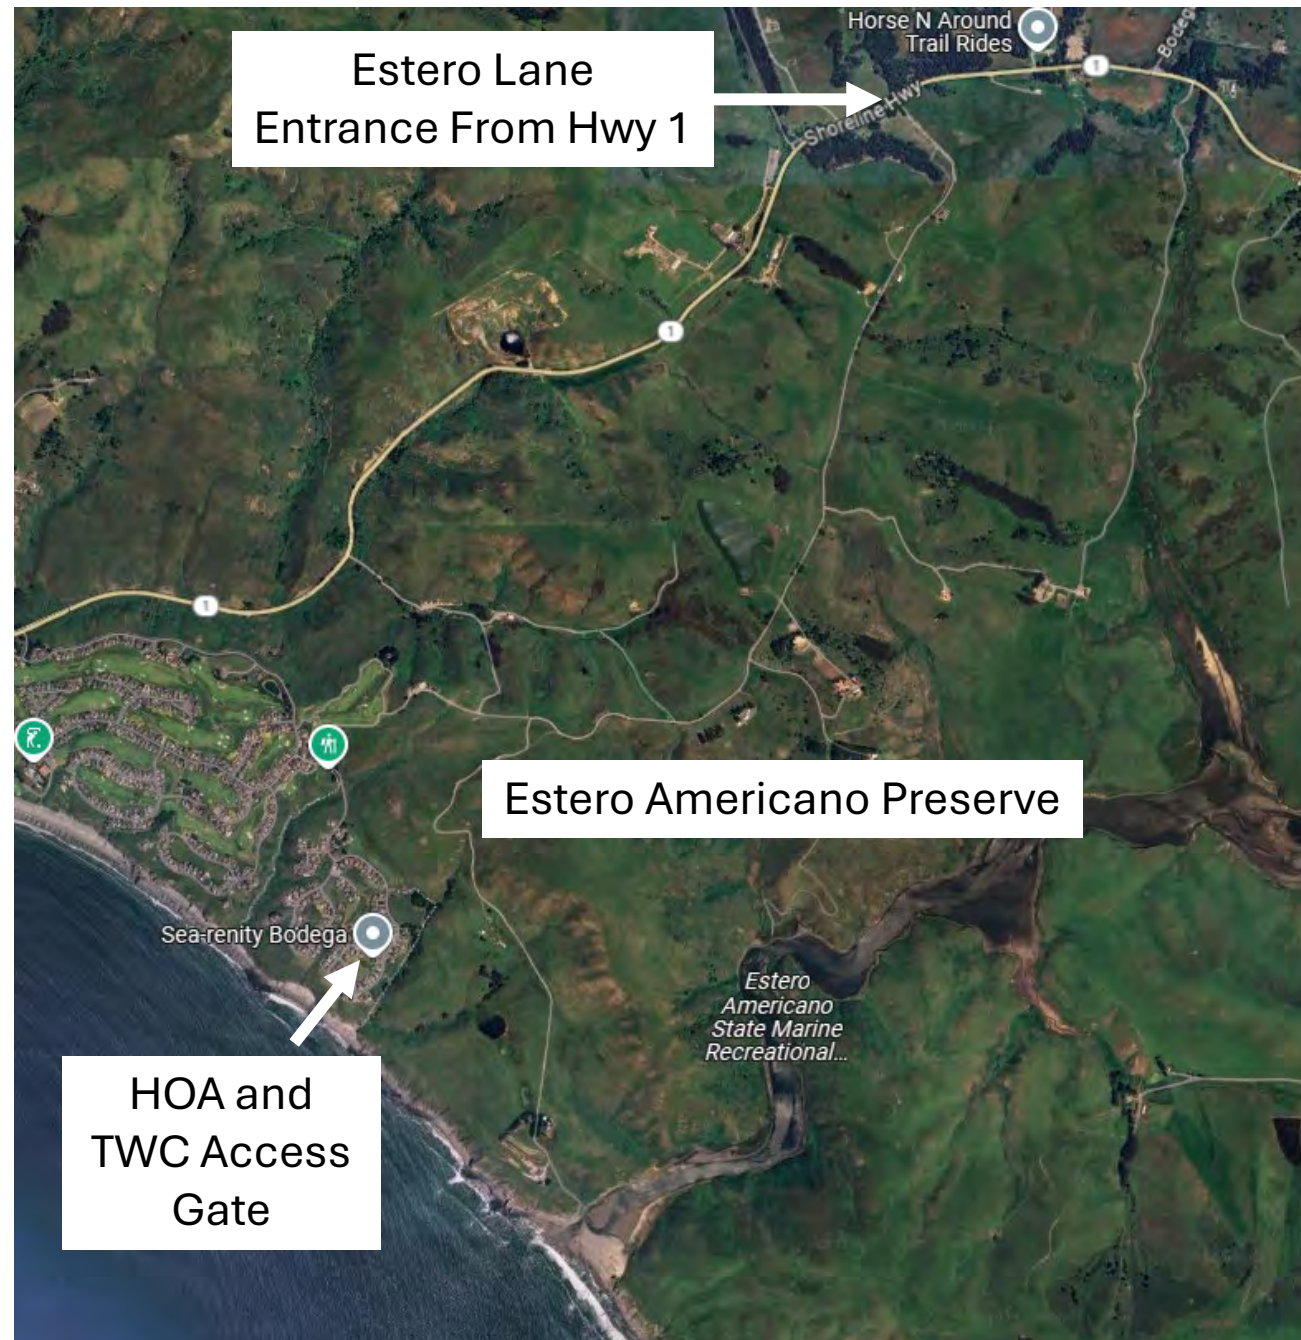 Horse N Around
Trail Rides
1
Bodega
Estero Lane
Entrance From Hwy 1
Shoreline Hwy
1
1
Estero Americano Preserve
Sea-renity Bodega
Estero
Americano
State Marine
Recreational...
HOA and
TWC Access
Gate